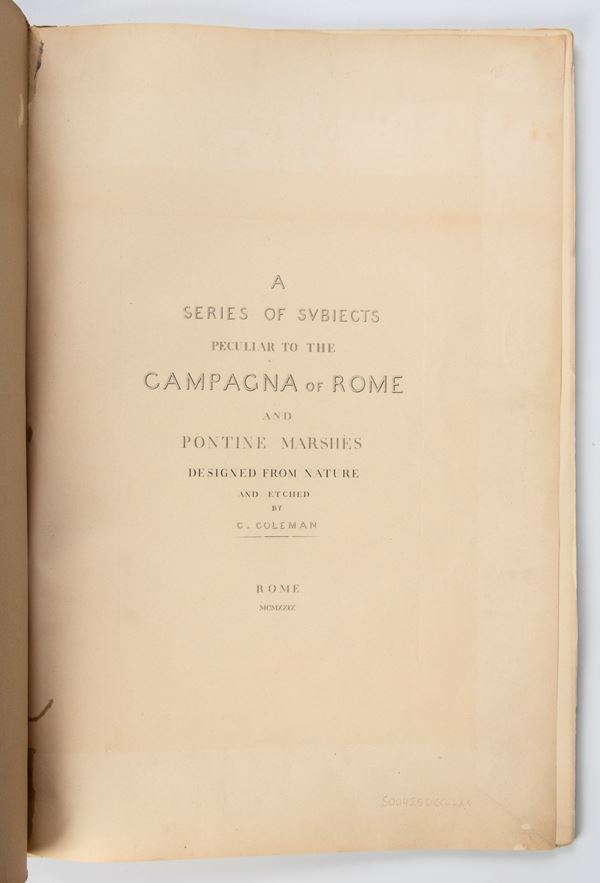 A
SERIES OF SVBIECTS
PECULIAR TO THE
CAMPAGNA OF ROME
AND
PONTINE MARSHES
DESIGNED FROM NATURE
AND ETCHED
BY
C. COLEMAN
ROME
MCMXXIX